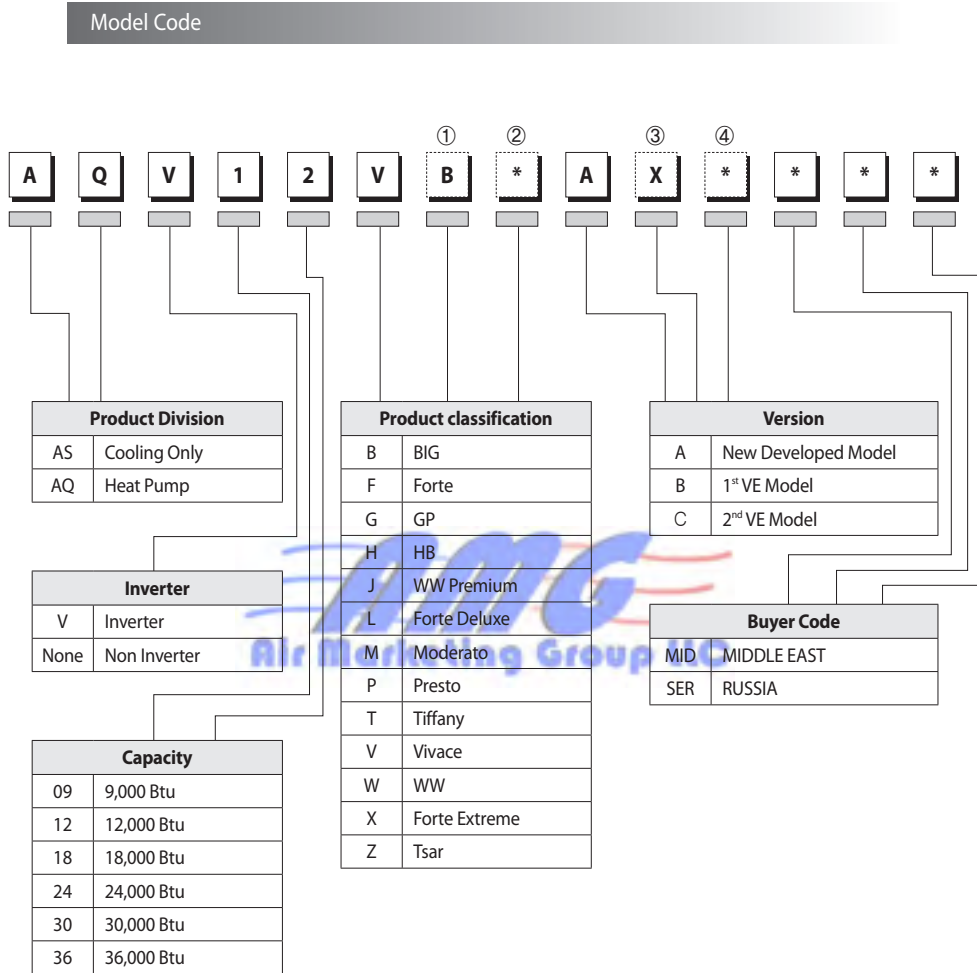 Model Code
① ② ③ ④
A Q V 1 2 V B * A X * * * *
Product Division
AS Cooling Only
AQ Heat Pump
Inverter
V Inverter
None Non Inverter
Capacity
09 9,000 Btu
12 12,000 Btu
18 18,000 Btu
24 24,000 Btu
30 30,000 Btu
36 36,000 Btu
Product classification
B BIG
F Forte
G GP
H HB
J WW Premium
L Forte Deluxe
M Moderato
P Presto
T Tiffany
V Vivace
W WW
X Forte Extreme
Z Tsar
Version
A New Developed Model
B 1st VE Model
C 2nd VE Model
Buyer Code
MID MIDDLE EAST
SER RUSSIA
AMG
Air Marketing Group LLC